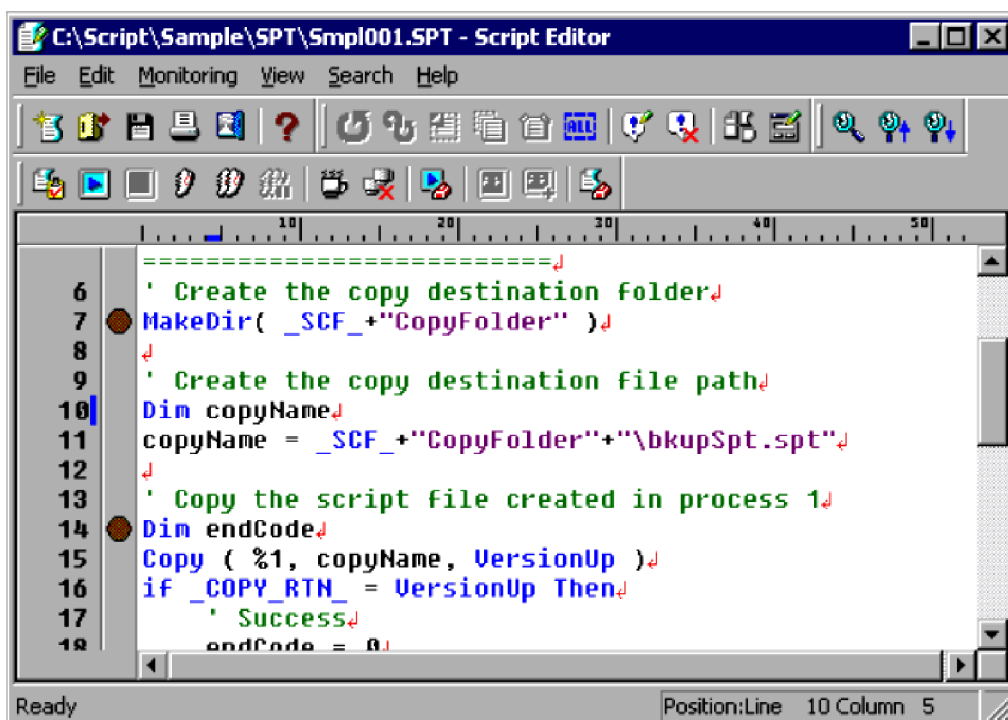 C:\Script\Sample\SPT\Smpl001.SPT - Script Editor
File Edit Monitoring View Search Help
ALL
10 20 30 40 50
==========================
6 ' Create the copy destination folder
7 MakeDir( _SCF_+"CopyFolder" )
8
9 ' Create the copy destination file path
10 Dim copyName
11 copyName = _SCF_+"CopyFolder"+"\bkupSpt.spt"
12
13 ' Copy the script file created in process 1
14 Dim endCode
15 Copy ( %1, copyName, VersionUp )
16 if _COPY_RTN_ = VersionUp Then
17 ' Success
18 endCode = 0
Ready Position:Line 10 Column 5